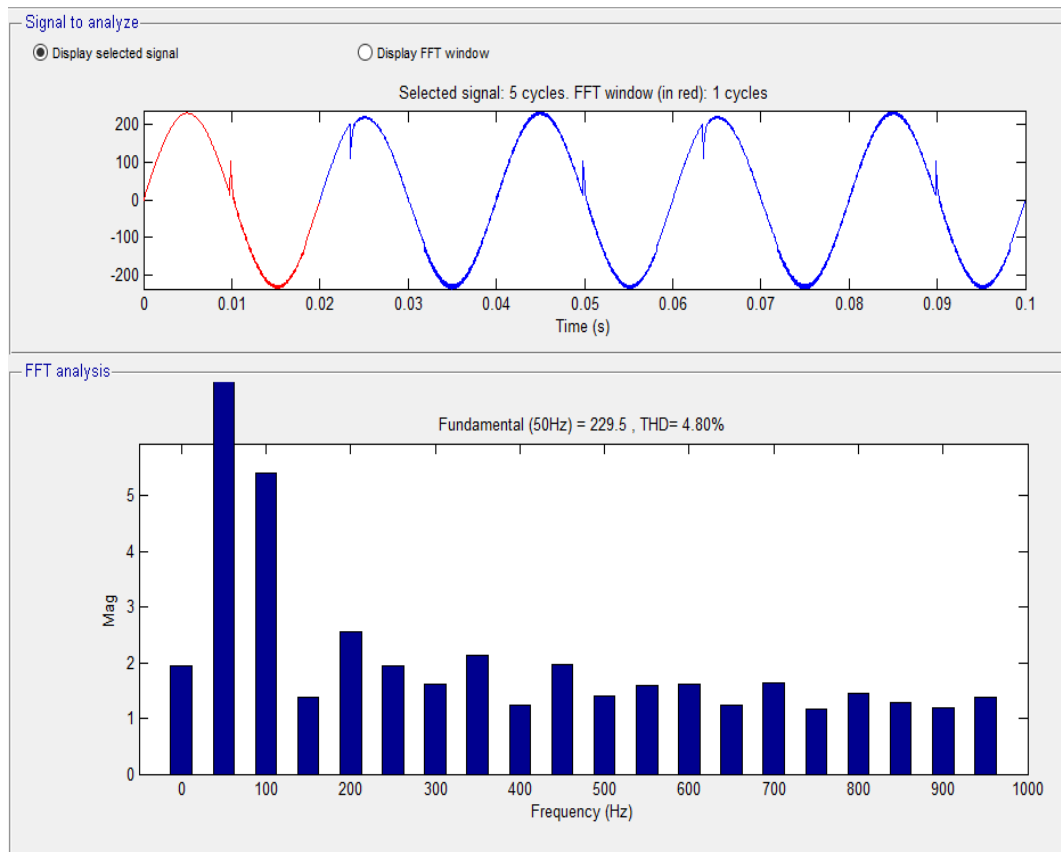 Signal to analyze
Display selected signal
Display FFT window
Selected signal: 5 cycles. FFT window (in red): 1 cycles
200
100
0
-100
-200
0 0.01 0.02 0.03 0.04 0.05 0.06 0.07 0.08 0.09 0.1
Time (s)
FFT analysis
Fundamental (50Hz) = 229.5 , THD= 4.80%
5
4
3
2
1
0
Mag
0 100 200 300 400 500 600 700 800 900 1000
Frequency (Hz)